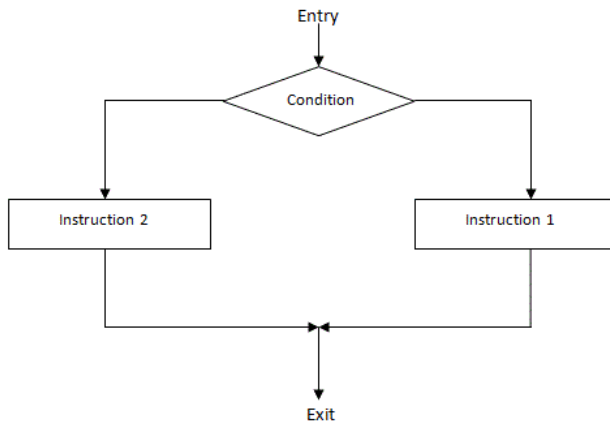 Entry
Condition
Instruction 2
Instruction 1
Exit